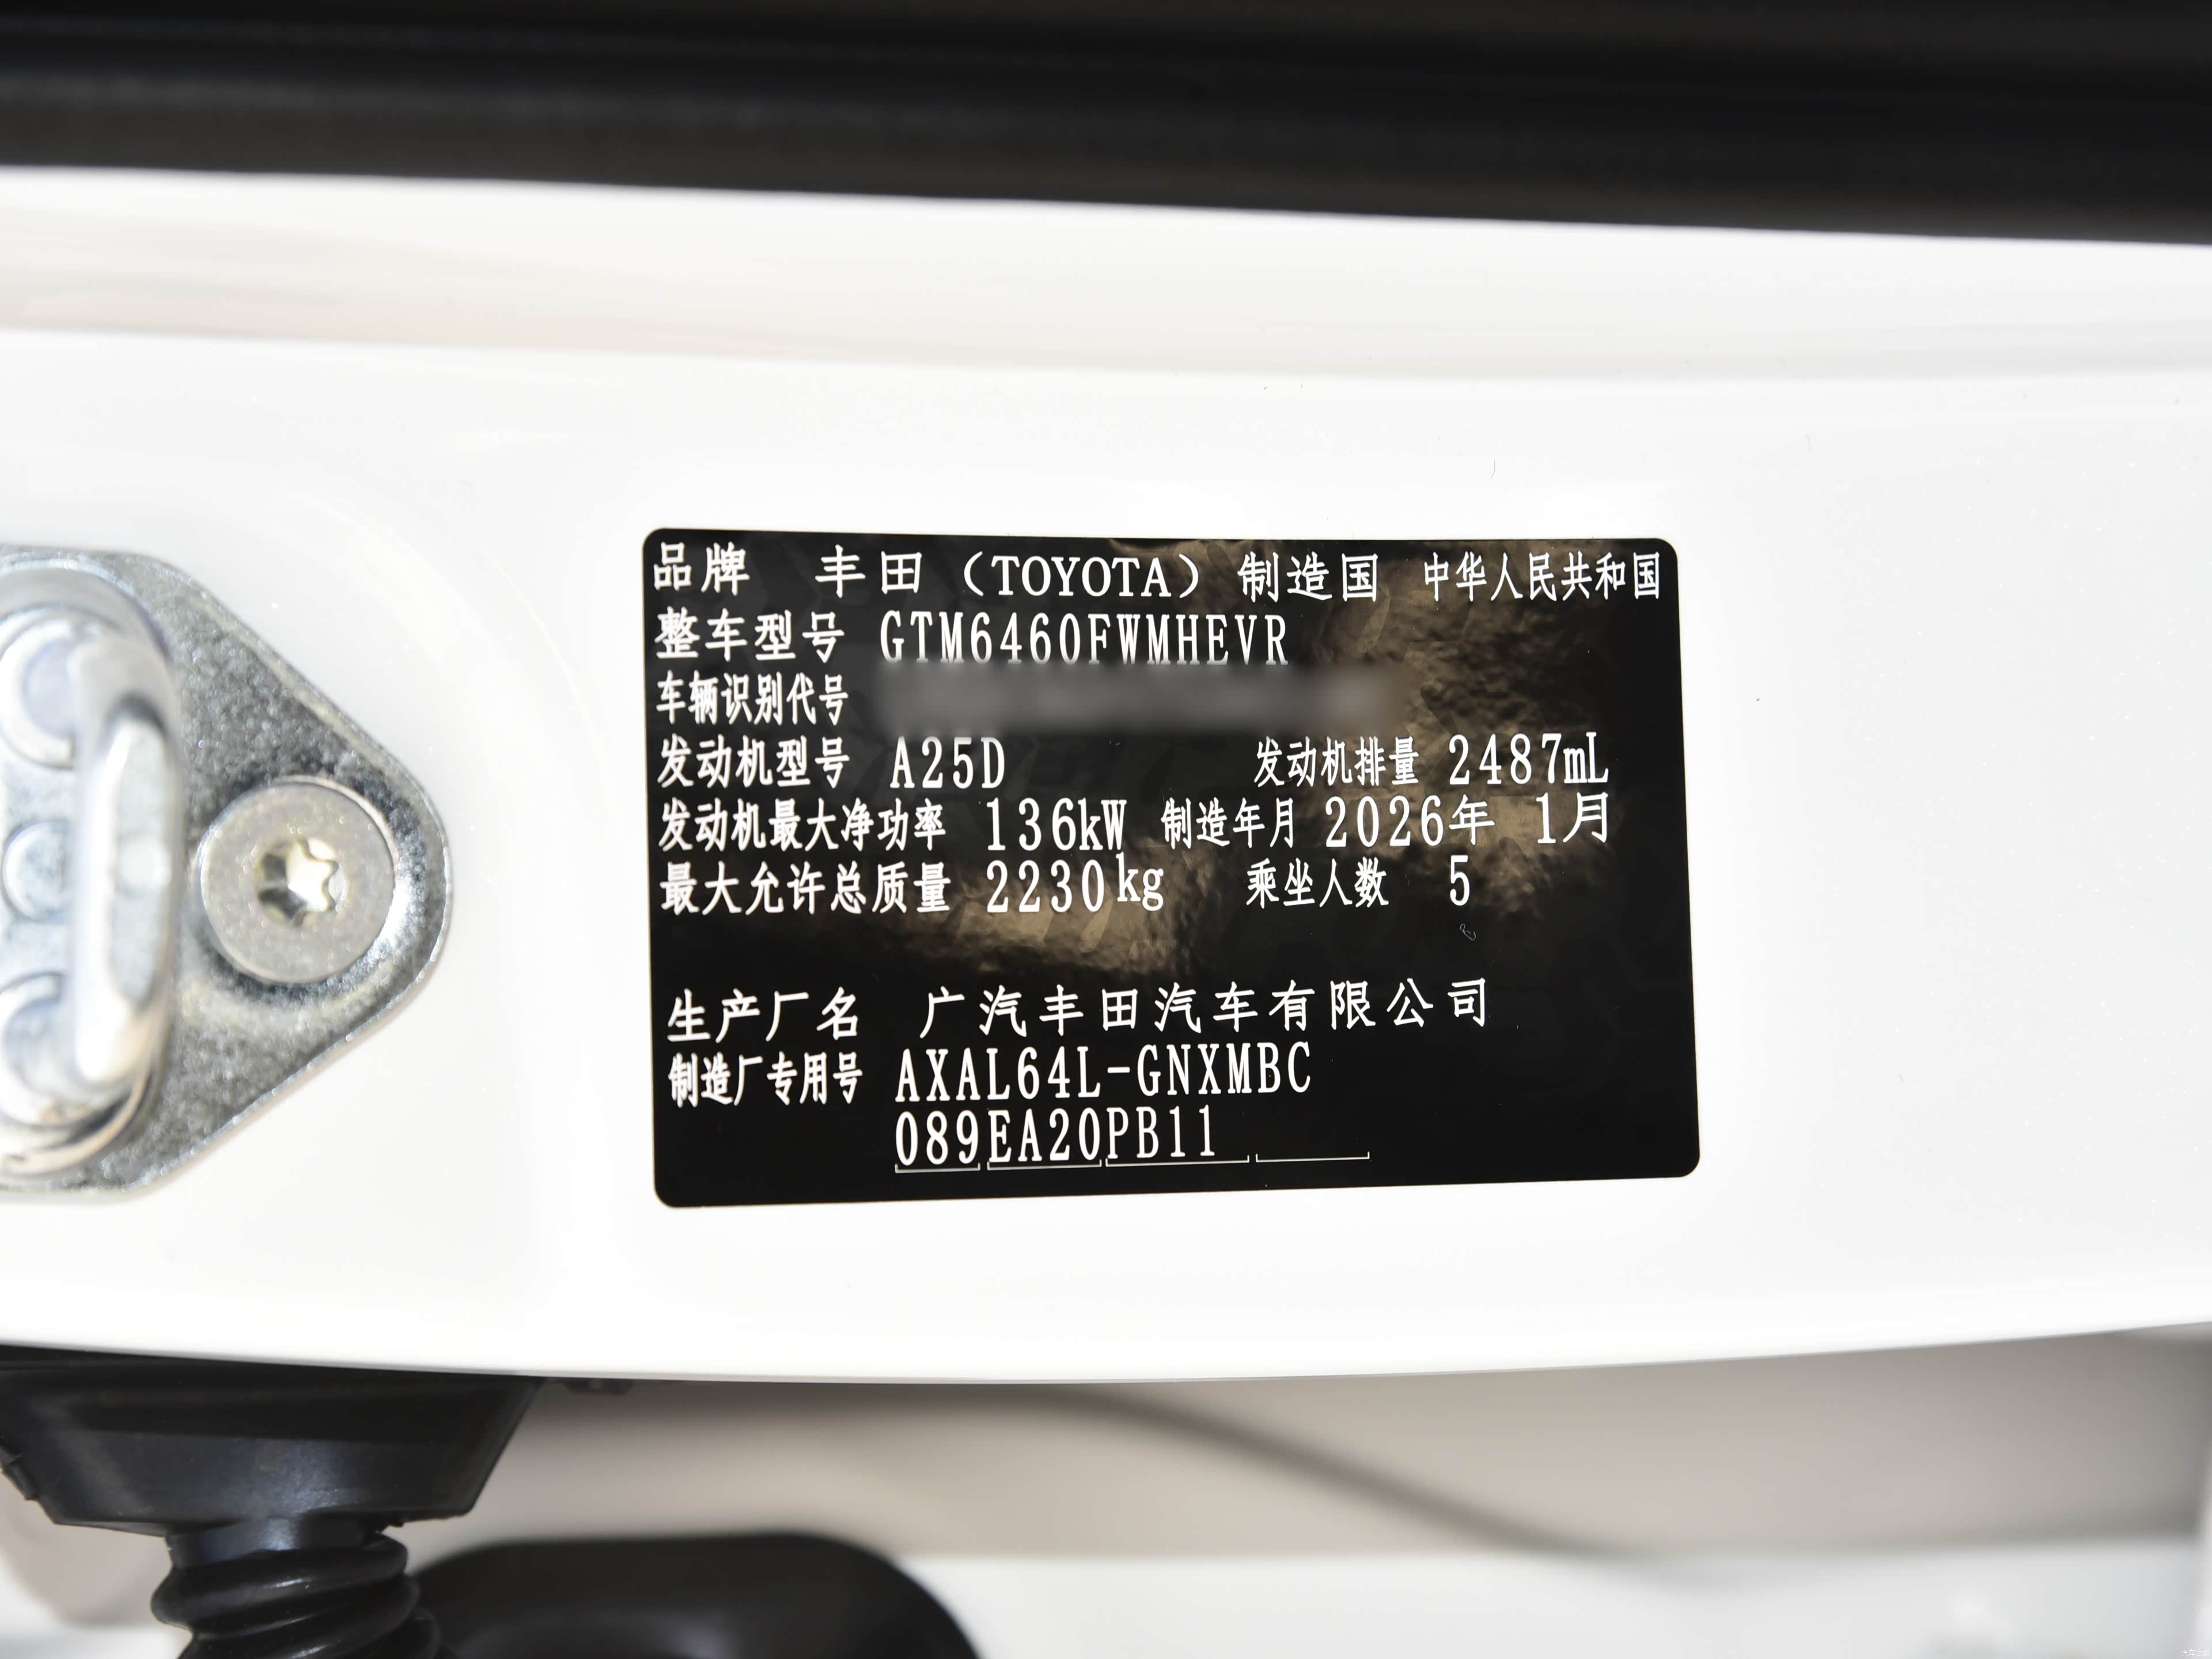 品牌 丰田（TOYOTA）制造国 中华人民共和国
整车型号 GTM6460FWMHEVR
车辆识别代号
发动机型号 A25D 发动机排量 2487mL
发动机最大净功率 136kW 制造年月 2026年 1月
最大允许总质量 2230kg 乘坐人数 5
生产厂名 广汽丰田汽车有限公司
制造厂专用号 AXAL64L-GNXMBC
089EA20PB11
汽车之家